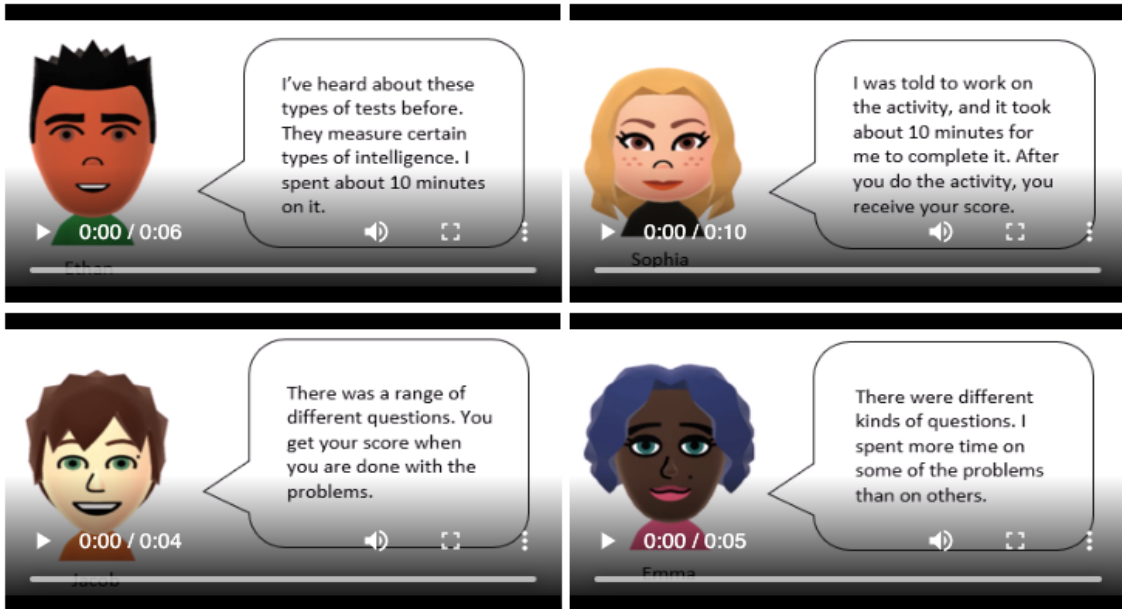 I've heard about these
types of tests before.
They measure certain
types of intelligence. I
spent about 10 minutes
on it.
0:00 / 0:06
Ethan
I was told to work on
the activity, and it took
about 10 minutes for
me to complete it. After
you do the activity, you
receive your score.
0:00 / 0:10
Sophia
There was a range of
different questions. You
get your score when
you are done with the
problems.
0:00 / 0:04
Jacob
There were different
kinds of questions. I
spent more time on
some of the problems
than on others.
0:00 / 0:05
Emma